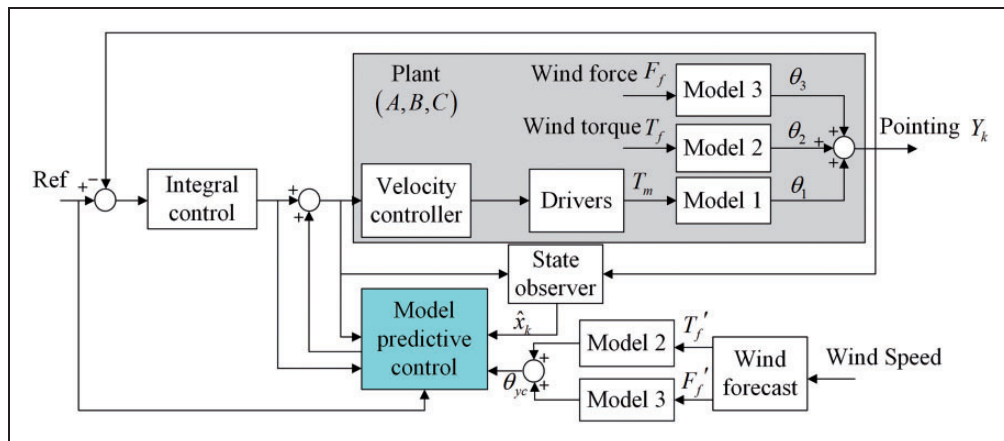 Plant
(A, B, C)
Wind force F_f
Model 3
θ_3
Wind torque T_f
Model 2
θ_2
Pointing Y_k
Ref
Integral
control
Velocity
controller
Drivers
T_m
Model 1
θ_1
State
observer
Model
predictive
control
x̂_k
θ_yc
Model 2
T_f'
Model 3
F_f'
Wind
forecast
Wind Speed
+
−
+
+
+
+
+
+
+